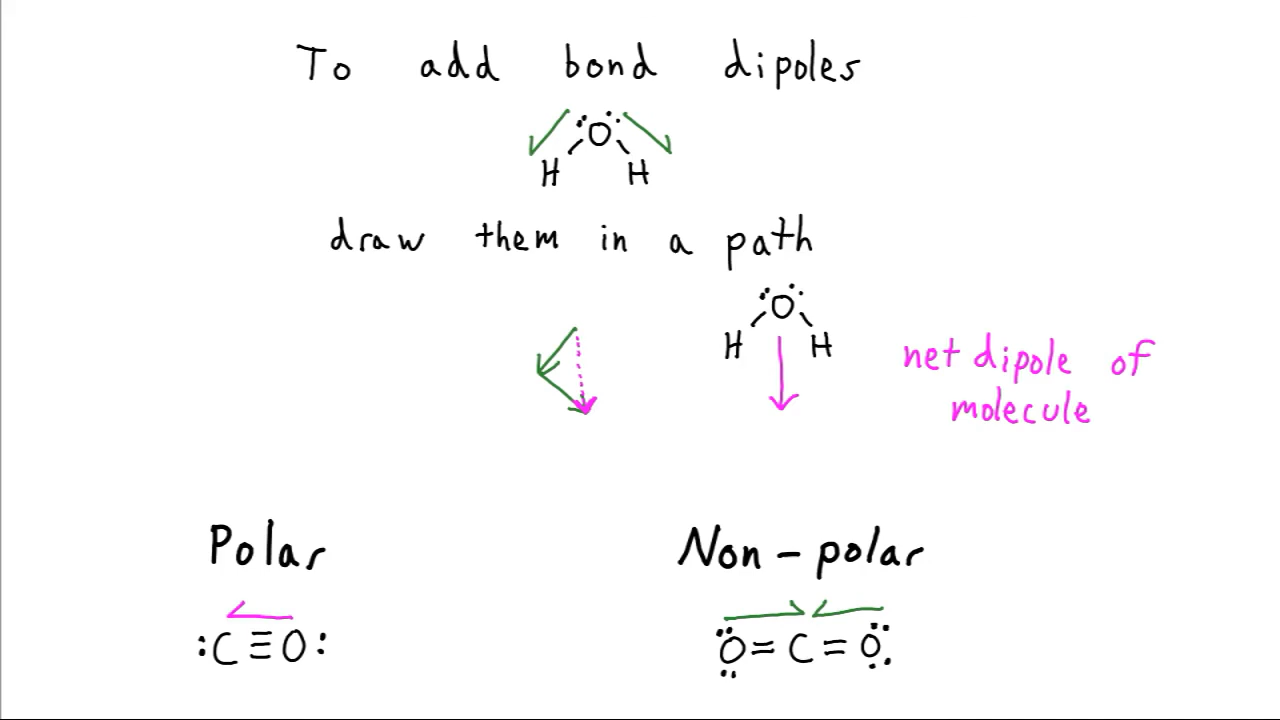 To add bond dipoles
:O:
H H
draw them in a path
:O:
H H
net dipole of
molecule
Polar Non-polar
:C≡O: :O=C=O: